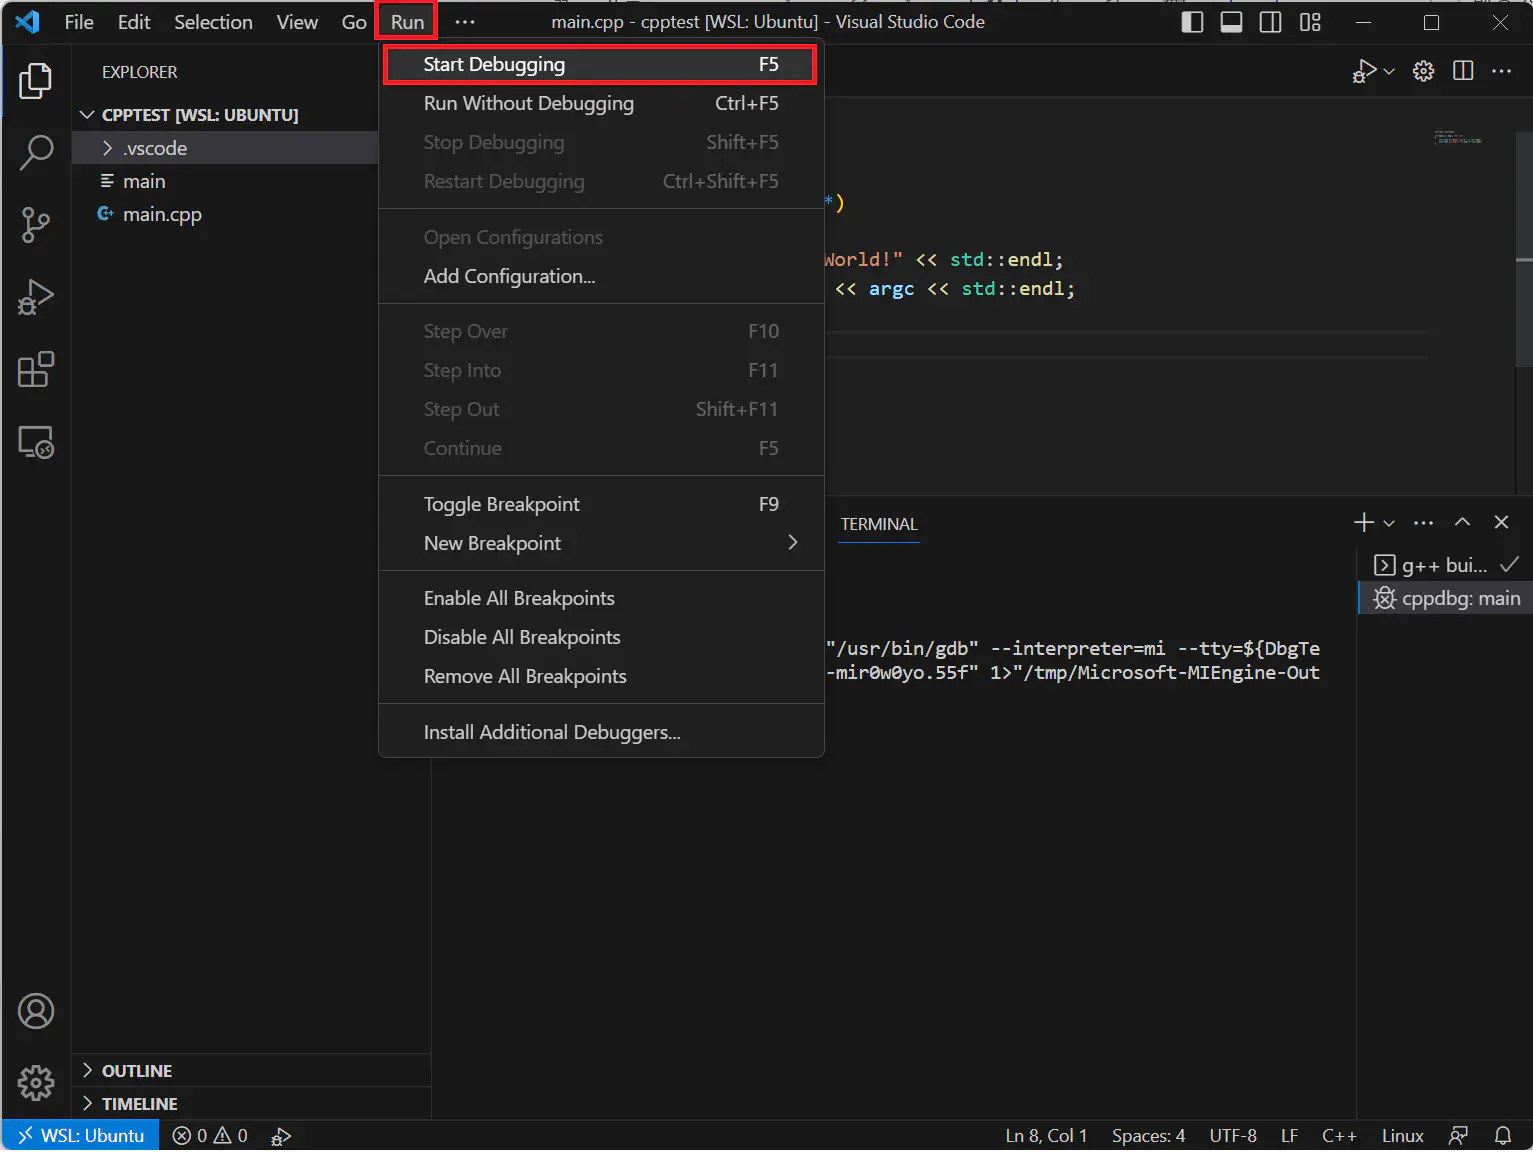 File Edit Selection View Go Run ··· main.cpp - cpptest [WSL: Ubuntu] - Visual Studio Code
EXPLORER
CPPTEST [WSL: UBUNTU]
.vscode
main
main.cpp
OUTLINE
TIMELINE
Start Debugging F5
Run Without Debugging Ctrl+F5
Stop Debugging Shift+F5
Restart Debugging Ctrl+Shift+F5
Open Configurations
Add Configuration...
Step Over F10
Step Into F11
Step Out Shift+F11
Continue F5
Toggle Breakpoint F9
New Breakpoint
Enable All Breakpoints
Disable All Breakpoints
Remove All Breakpoints
Install Additional Debuggers...
*)
World!" << std::endl;
<< argc << std::endl;
TERMINAL
g++ bui...
cppdbg: main
"/usr/bin/gdb" --interpreter=mi --tty=${DbgTe
-mir0w0yo.55f" 1>"/tmp/Microsoft-MIEngine-Out
WSL: Ubuntu 0 0 Ln 8, Col 1 Spaces: 4 UTF-8 LF C++ Linux